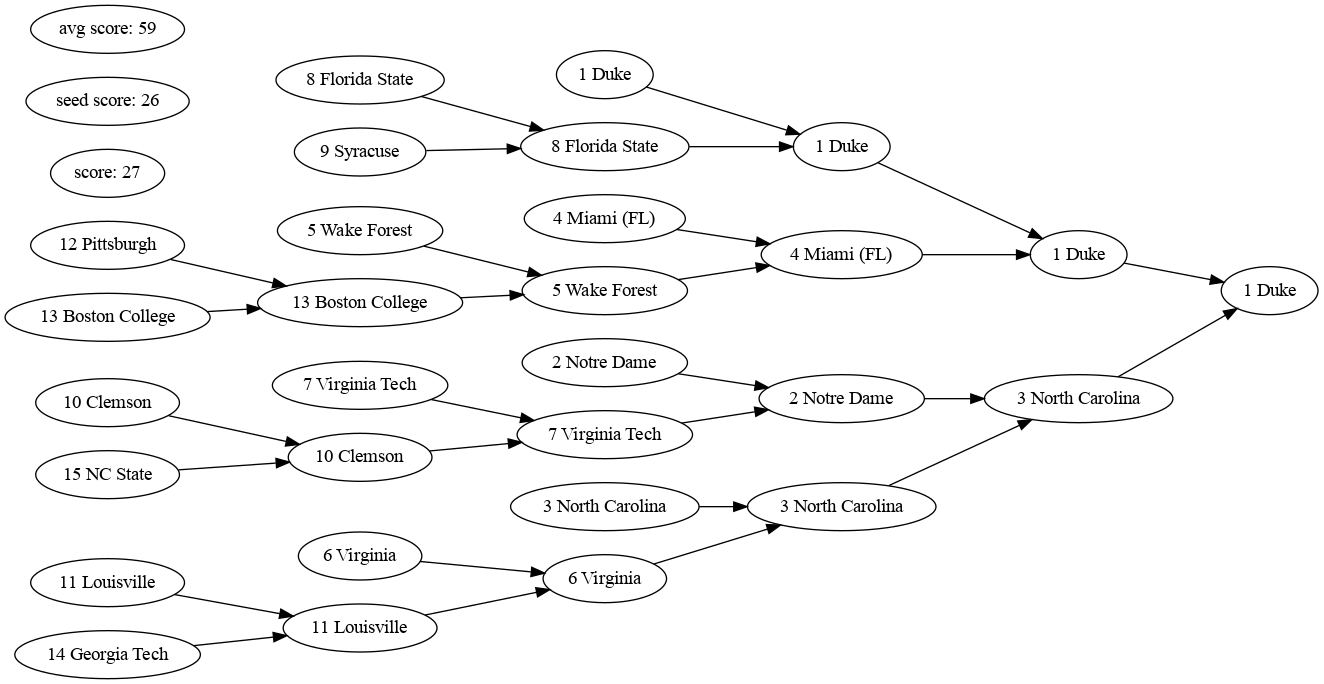 avg score: 59
seed score: 26
score: 27
12 Pittsburgh
13 Boston College
10 Clemson
15 NC State
11 Louisville
14 Georgia Tech
8 Florida State
9 Syracuse
5 Wake Forest
13 Boston College
7 Virginia Tech
10 Clemson
6 Virginia
11 Louisville
1 Duke
8 Florida State
4 Miami (FL)
5 Wake Forest
2 Notre Dame
7 Virginia Tech
3 North Carolina
6 Virginia
1 Duke
4 Miami (FL)
2 Notre Dame
3 North Carolina
1 Duke
3 North Carolina
1 Duke